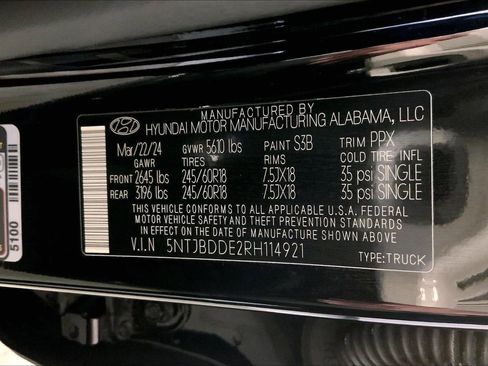 MANUFACTURED BY
HYUNDAI MOTOR MANUFACTURING ALABAMA, LLC
Mar/22/24 GVWR 5610 lbs PAINT S3B TRIM PPX
GAWR TIRES RIMS COLD TIRE INFL
FRONT 2645 lbs 245/60R18 7.5JX18 35 psi SINGLE
REAR 3196 lbs 245/60R18 7.5JX18 35 psi SINGLE
THIS VEHICLE CONFORMS TO ALL APPLICABLE U.S.A. FEDERAL
MOTOR VEHICLE SAFETY AND THEFT PREVENTION STANDARDS
IN EFFECT ON THE DATE OF MANUFACTURE SHOWN ABOVE.
V.I.N 5NTJBDDE2RH114921
TYPE:TRUCK
5100